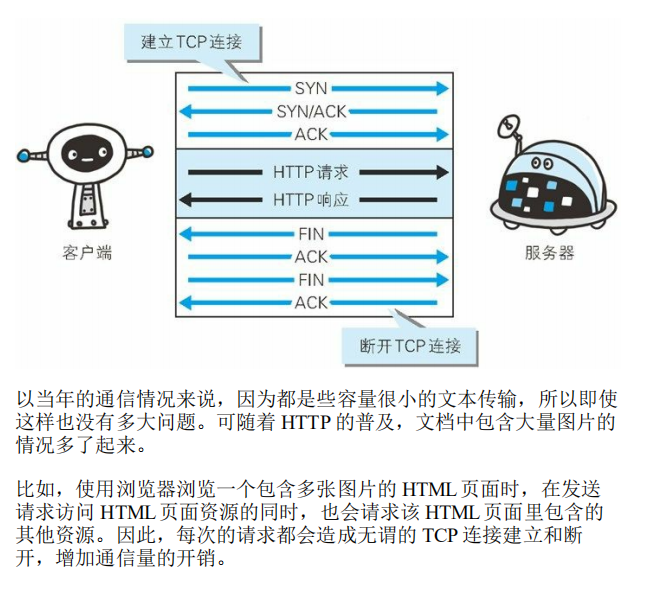 建立TCP连接
SYN
SYN/ACK
ACK
HTTP请求
HTTP响应
FIN
ACK
FIN
ACK
客户端
服务器
断开TCP连接
以当年的通信情况来说，因为都是些容量很小的文本传输，所以即使
这样也没有多大问题。可随着 HTTP 的普及，文档中包含大量图片的
情况多了起来。
比如，使用浏览器浏览一个包含多张图片的 HTML 页面时，在发送
请求访问 HTML 页面资源的同时，也会请求该 HTML 页面里包含的
其他资源。因此，每次的请求都会造成无谓的 TCP 连接建立和断
开，增加通信量的开销。